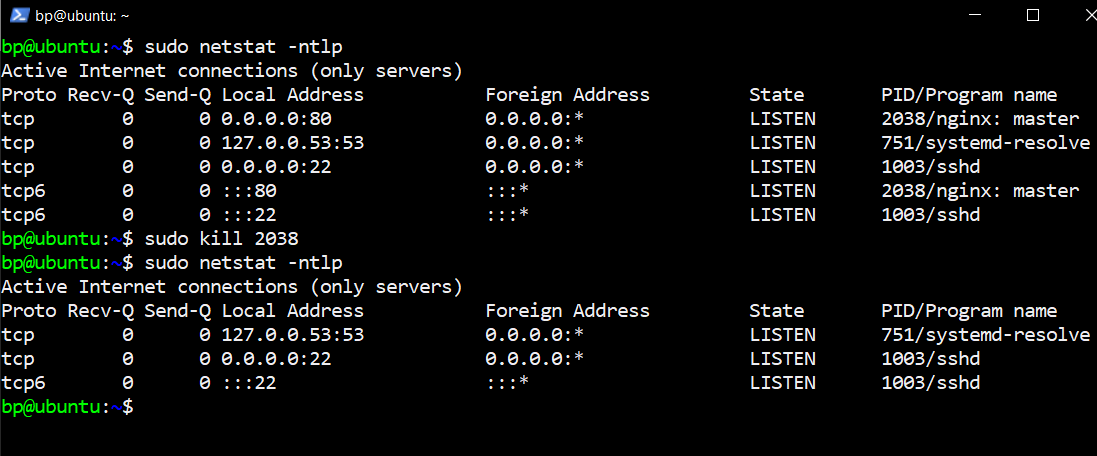 bp@ubuntu: ~
bp@ubuntu:~$ sudo netstat -ntlp
Active Internet connections (only servers)
Proto Recv-Q Send-Q Local Address           Foreign Address         State       PID/Program name
tcp        0      0 0.0.0.0:80              0.0.0.0:*               LISTEN      2038/nginx: master
tcp        0      0 127.0.0.53:53           0.0.0.0:*               LISTEN      751/systemd-resolve
tcp        0      0 0.0.0.0:22              0.0.0.0:*               LISTEN      1003/sshd
tcp6       0      0 :::80                   :::*                    LISTEN      2038/nginx: master
tcp6       0      0 :::22                   :::*                    LISTEN      1003/sshd
bp@ubuntu:~$ sudo kill 2038
bp@ubuntu:~$ sudo netstat -ntlp
Active Internet connections (only servers)
Proto Recv-Q Send-Q Local Address           Foreign Address         State       PID/Program name
tcp        0      0 127.0.0.53:53           0.0.0.0:*               LISTEN      751/systemd-resolve
tcp        0      0 0.0.0.0:22              0.0.0.0:*               LISTEN      1003/sshd
tcp6       0      0 :::22                   :::*                    LISTEN      1003/sshd
bp@ubuntu:~$